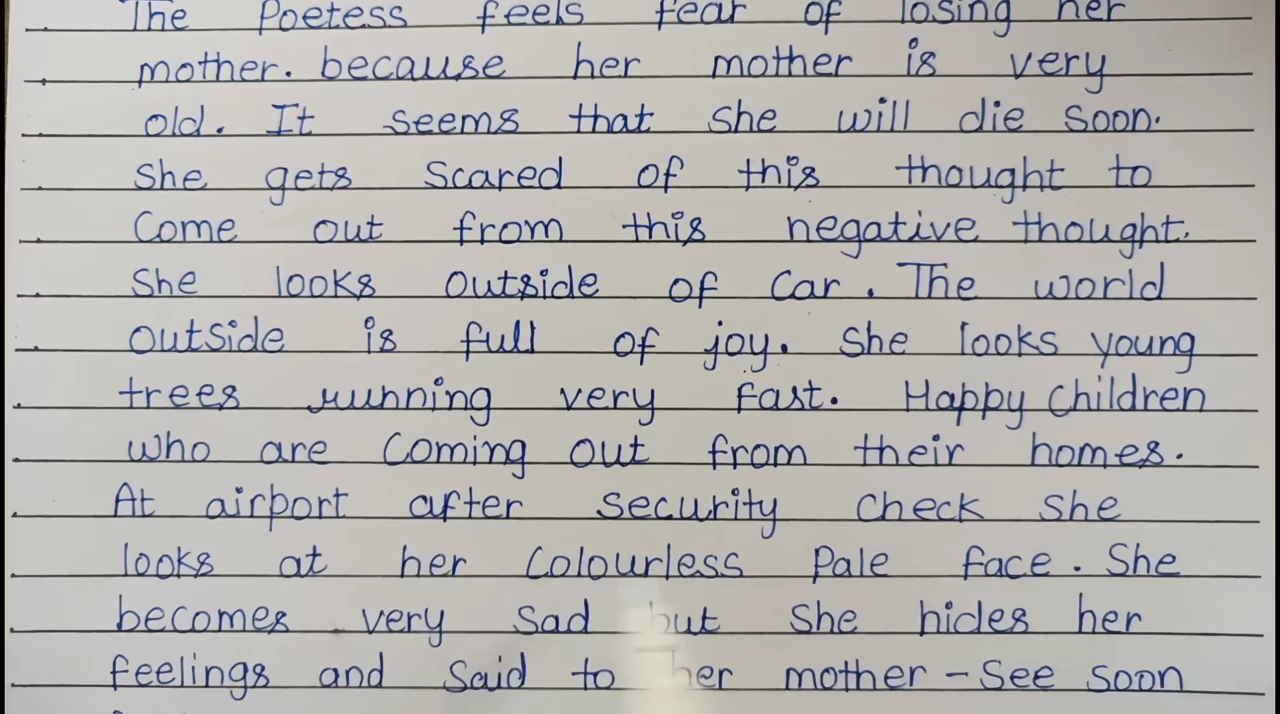 The Poetess feels fear of losing her
mother. because her mother is very
old. It seems that she will die soon.
She gets scared of this thought to
come out from this negative thought.
She looks outside of car. The world
outside is full of joy. She looks young
trees running very fast. Happy children
who are coming out from their homes.
At airport after security check she
looks at her colourless pale face. She
becomes very sad but she hides her
feelings and said to her mother - See soon